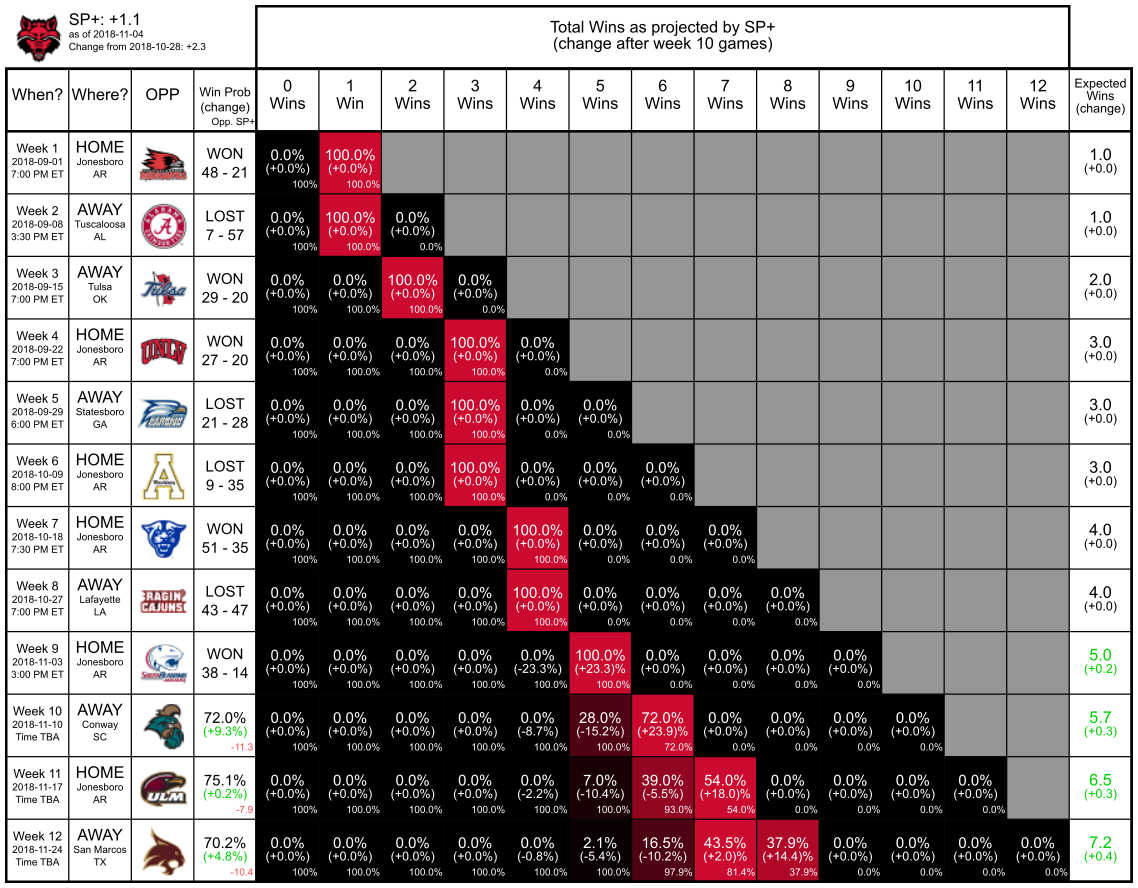 SP+: +1.1
as of 2018-11-04
Change from 2018-10-28: +2.3
Total Wins as projected by SP+
(change after week 10 games)
When? Where? OPP Win Prob (change) Opp. SP+ 0 Wins 1 Win 2 Wins 3 Wins 4 Wins 5 Wins 6 Wins 7 Wins 8 Wins 9 Wins 10 Wins 11 Wins 12 Wins Expected Wins (change)
Week 1 HOME WON 0.0% 100.0% 1.0
2018-09-01 Jonesboro (+0.0%) (+0.0%) (+0.0)
7:00 PM ET AR 48 - 21 100% 100.0%
Week 2 AWAY LOST 0.0% 100.0% 0.0% 1.0
2018-09-08 Tuscaloosa (+0.0%) (+0.0%) (+0.0%) (+0.0)
3:30 PM ET AL 7 - 57 100% 100.0% 0.0%
Week 3 AWAY Tulsa WON 0.0% 0.0% 100.0% 0.0% 2.0
2018-09-15 Tulsa (+0.0%) (+0.0%) (+0.0%) (+0.0%) (+0.0)
7:00 PM ET OK 29 - 20 100% 100.0% 100.0% 0.0%
Week 4 HOME UNLV WON 0.0% 0.0% 0.0% 100.0% 0.0% 3.0
2018-09-22 Jonesboro (+0.0%) (+0.0%) (+0.0%) (+0.0%) (+0.0%) (+0.0)
7:00 PM ET AR 27 - 20 100% 100.0% 100.0% 100.0% 0.0%
Week 5 AWAY LOST 0.0% 0.0% 0.0% 100.0% 0.0% 0.0% 3.0
2018-09-29 Statesboro (+0.0%) (+0.0%) (+0.0%) (+0.0%) (+0.0%) (+0.0%) (+0.0)
6:00 PM ET GA 21 - 28 100% 100.0% 100.0% 100.0% 0.0% 0.0%
Week 6 HOME A LOST 0.0% 0.0% 0.0% 100.0% 0.0% 0.0% 0.0% 3.0
2018-10-09 Jonesboro (+0.0%) (+0.0%) (+0.0%) (+0.0%) (+0.0%) (+0.0%) (+0.0%) (+0.0)
8:00 PM ET AR 9 - 35 100% 100.0% 100.0% 100.0% 0.0% 0.0% 0.0%
Week 7 HOME WON 0.0% 0.0% 0.0% 0.0% 100.0% 0.0% 0.0% 0.0% 4.0
2018-10-18 Jonesboro (+0.0%) (+0.0%) (+0.0%) (+0.0%) (+0.0%) (+0.0%) (+0.0%) (+0.0%) (+0.0)
7:30 PM ET AR 51 - 35 100% 100.0% 100.0% 100.0% 100.0% 0.0% 0.0% 0.0%
Week 8 AWAY RAGIN' CAJUNS LOST 0.0% 0.0% 0.0% 0.0% 100.0% 0.0% 0.0% 0.0% 0.0% 4.0
2018-10-27 Lafayette (+0.0%) (+0.0%) (+0.0%) (+0.0%) (+0.0%) (+0.0%) (+0.0%) (+0.0%) (+0.0%) (+0.0)
7:00 PM ET LA 43 - 47 100% 100.0% 100.0% 100.0% 100.0% 0.0% 0.0% 0.0% 0.0%
Week 9 HOME WON 0.0% 0.0% 0.0% 0.0% 0.0% 100.0% 0.0% 0.0% 0.0% 0.0% 5.0
2018-11-03 Jonesboro (+0.0%) (+0.0%) (+0.0%) (+0.0%) (-23.3%) (+23.3)% (+0.0%) (+0.0%) (+0.0%) (+0.0%) (+0.2)
3:00 PM ET AR 38 - 14 100% 100.0% 100.0% 100.0% 100.0% 100.0% 0.0% 0.0% 0.0% 0.0%
Week 10 AWAY 72.0% 0.0% 0.0% 0.0% 0.0% 0.0% 28.0% 72.0% 0.0% 0.0% 0.0% 0.0% 5.7
2018-11-10 Conway (+9.3%) (+0.0%) (+0.0%) (+0.0%) (+0.0%) (-8.7%) (-15.2%) (+23.9)% (+0.0%) (+0.0%) (+0.0%) (+0.0%) (+0.3)
Time TBA SC -11.3 100% 100.0% 100.0% 100.0% 100.0% 100.0% 72.0% 0.0% 0.0% 0.0% 0.0%
Week 11 HOME ULM 75.1% 0.0% 0.0% 0.0% 0.0% 0.0% 7.0% 39.0% 54.0% 0.0% 0.0% 0.0% 0.0% 6.5
2018-11-17 Jonesboro (+0.2%) (+0.0%) (+0.0%) (+0.0%) (+0.0%) (-2.2%) (-10.4%) (-5.5%) (+18.0)% (+0.0%) (+0.0%) (+0.0%) (+0.0%) (+0.3)
Time TBA AR -7.9 100% 100.0% 100.0% 100.0% 100.0% 100.0% 93.0% 54.0% 0.0% 0.0% 0.0% 0.0%
Week 12 AWAY 70.2% 0.0% 0.0% 0.0% 0.0% 0.0% 2.1% 16.5% 43.5% 37.9% 0.0% 0.0% 0.0% 0.0% 7.2
2018-11-24 San Marcos (+4.8%) (+0.0%) (+0.0%) (+0.0%) (+0.0%) (-0.8%) (-5.4%) (-10.2%) (+2.0)% (+14.4)% (+0.0%) (+0.0%) (+0.0%) (+0.0%) (+0.4)
Time TBA TX -10.4 100% 100.0% 100.0% 100.0% 100.0% 100.0% 97.9% 81.4% 37.9% 0.0% 0.0% 0.0% 0.0%